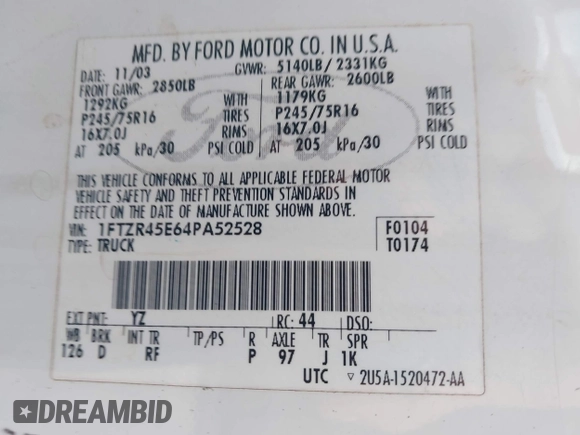 MFD. BY FORD MOTOR CO. IN U.S.A.
DATE: 11/03 GVWR: 5140LB / 2331KG
FRONT GAWR: 2850LB REAR GAWR: 2600LB
1292KG WITH 1179KG WITH
P245/75R16 TIRES P245/75R16 TIRES
16X7.0J RIMS 16X7.0J RIMS
AT 205 kPa/30 PSI COLD AT 205 kPa/30 PSI COLD
Ford
THIS VEHICLE CONFORMS TO ALL APPLICABLE FEDERAL MOTOR
VEHICLE SAFETY AND THEFT PREVENTION STANDARDS IN
EFFECT ON THE DATE OF MANUFACTURE SHOWN ABOVE.
VIN: 1FTZR45E64PA52528 F0104
TYPE: TRUCK T0174
EXT PNT: YZ RC: 44 DSO:
WB BRK INT TR TP/PS R AXLE TR SPR
126 D RF P 97 J 1K
UTC ▽ 2U5A-1520472-AA
DREAMBID